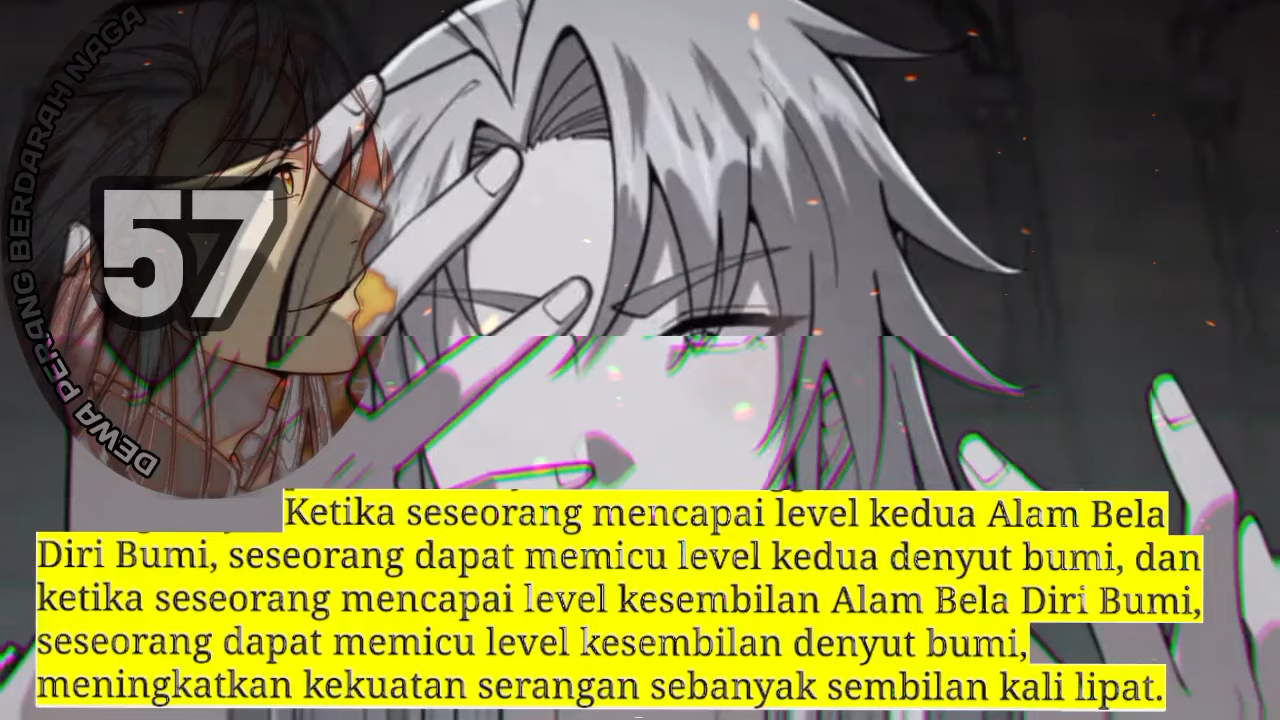 DEWA PERANG BERDARAH NAGA
57
Ketika seseorang mencapai level kedua Alam Bela
Diri Bumi, seseorang dapat memicu level kedua denyut bumi, dan
ketika seseorang mencapai level kesembilan Alam Bela Diri Bumi,
seseorang dapat memicu level kesembilan denyut bumi,
meningkatkan kekuatan serangan sebanyak sembilan kali lipat.